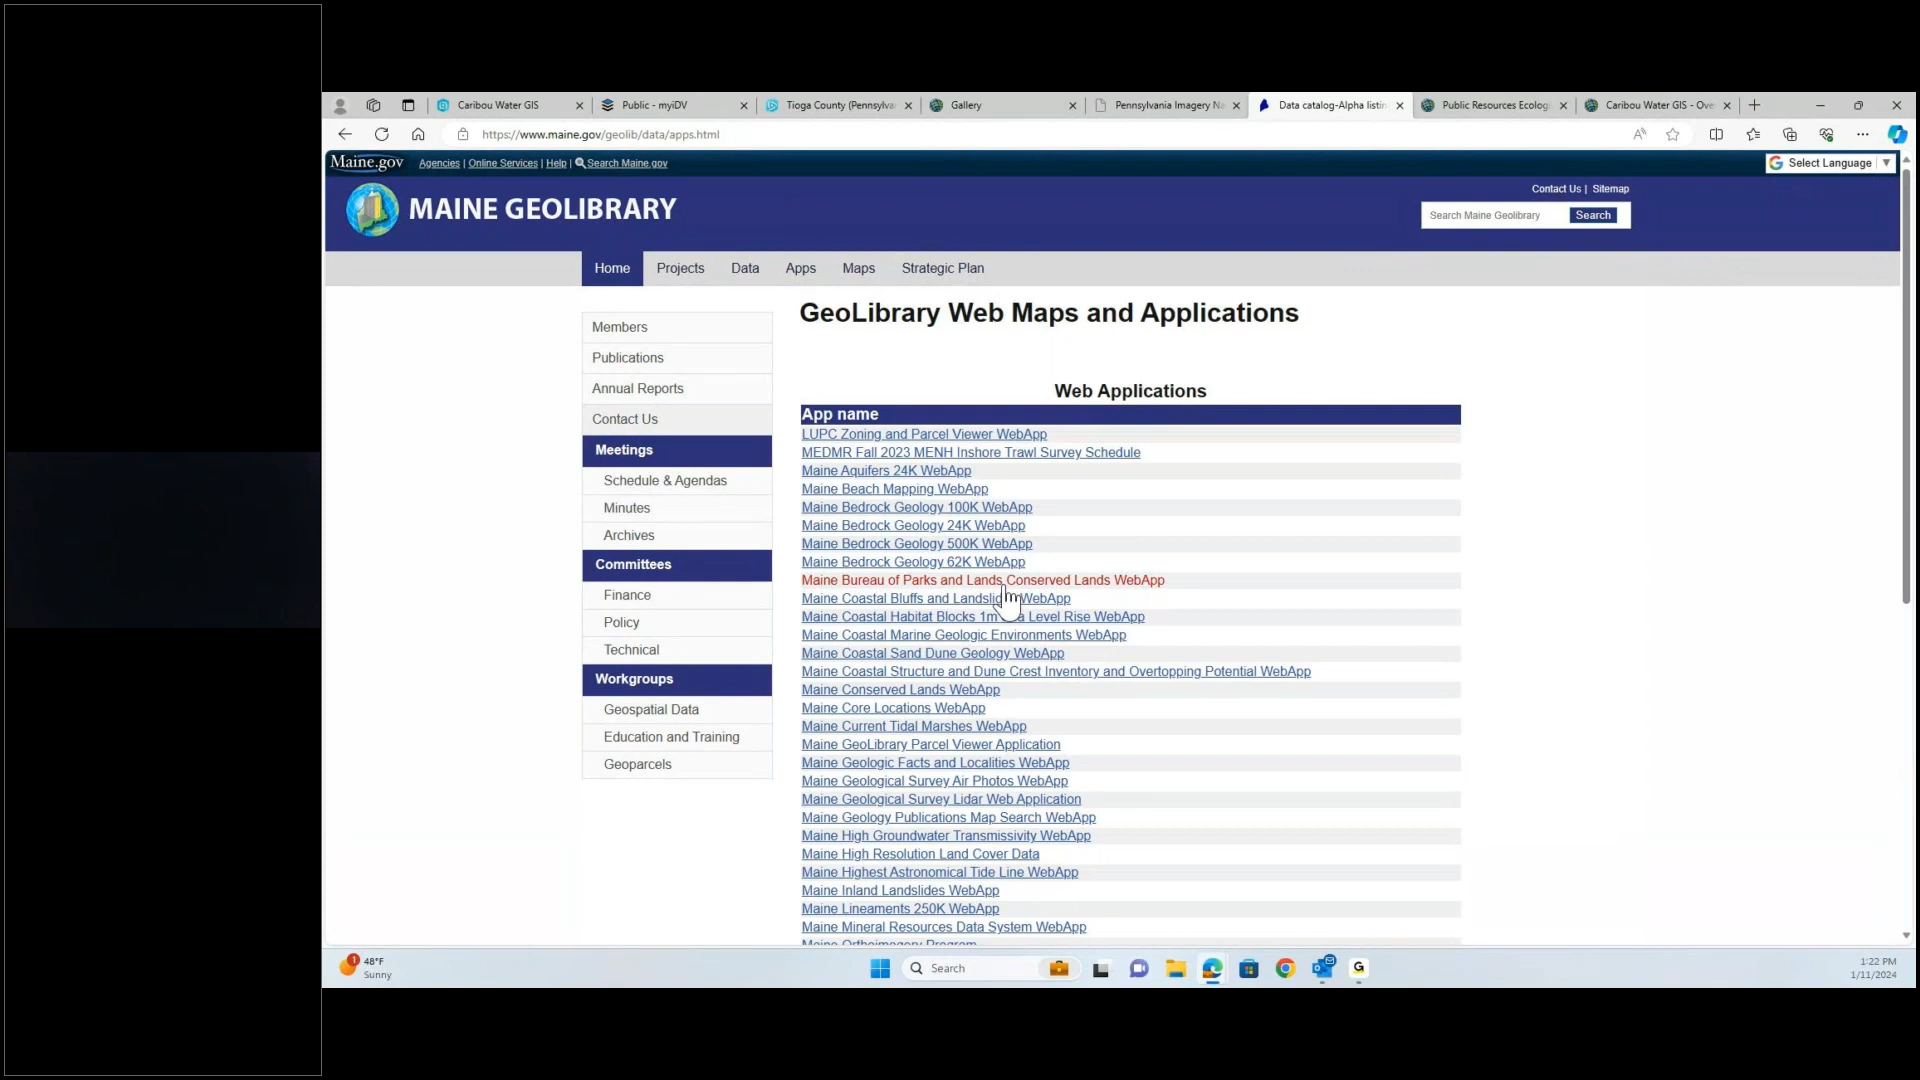 Caribou Water GIS
Public - myiDV
Tioga County (Pennsylva
Gallery
Pennsylvania Imagery Na
Data catalog-Alpha listin
Public Resources Ecolog
Caribou Water GIS - Ove
https://www.maine.gov/geolib/data/apps.html
Maine.gov
Agencies | Online Services | Help | Search Maine.gov
Select Language
MAINE GEOLIBRARY
Contact Us | Sitemap
Search Maine Geolibrary
Search
Home
Projects
Data
Apps
Maps
Strategic Plan
Members
Publications
Annual Reports
Contact Us
Meetings
Schedule & Agendas
Minutes
Archives
Committees
Finance
Policy
Technical
Workgroups
Geospatial Data
Education and Training
Geoparcels
GeoLibrary Web Maps and Applications
Web Applications
App name
LUPC Zoning and Parcel Viewer WebApp
MEDMR Fall 2023 MENH Inshore Trawl Survey Schedule
Maine Aquifers 24K WebApp
Maine Beach Mapping WebApp
Maine Bedrock Geology 100K WebApp
Maine Bedrock Geology 24K WebApp
Maine Bedrock Geology 500K WebApp
Maine Bedrock Geology 62K WebApp
Maine Bureau of Parks and Lands Conserved Lands WebApp
Maine Coastal Bluffs and Landslid WebApp
Maine Coastal Habitat Blocks 1m a Level Rise WebApp
Maine Coastal Marine Geologic Environments WebApp
Maine Coastal Sand Dune Geology WebApp
Maine Coastal Structure and Dune Crest Inventory and Overtopping Potential WebApp
Maine Conserved Lands WebApp
Maine Core Locations WebApp
Maine Current Tidal Marshes WebApp
Maine GeoLibrary Parcel Viewer Application
Maine Geologic Facts and Localities WebApp
Maine Geological Survey Air Photos WebApp
Maine Geological Survey Lidar Web Application
Maine Geology Publications Map Search WebApp
Maine High Groundwater Transmissivity WebApp
Maine High Resolution Land Cover Data
Maine Highest Astronomical Tide Line WebApp
Maine Inland Landslides WebApp
Maine Lineaments 250K WebApp
Maine Mineral Resources Data System WebApp
Maine Orthoimagery Program
1
48°F
Sunny
Search
1:22 PM
1/11/2024